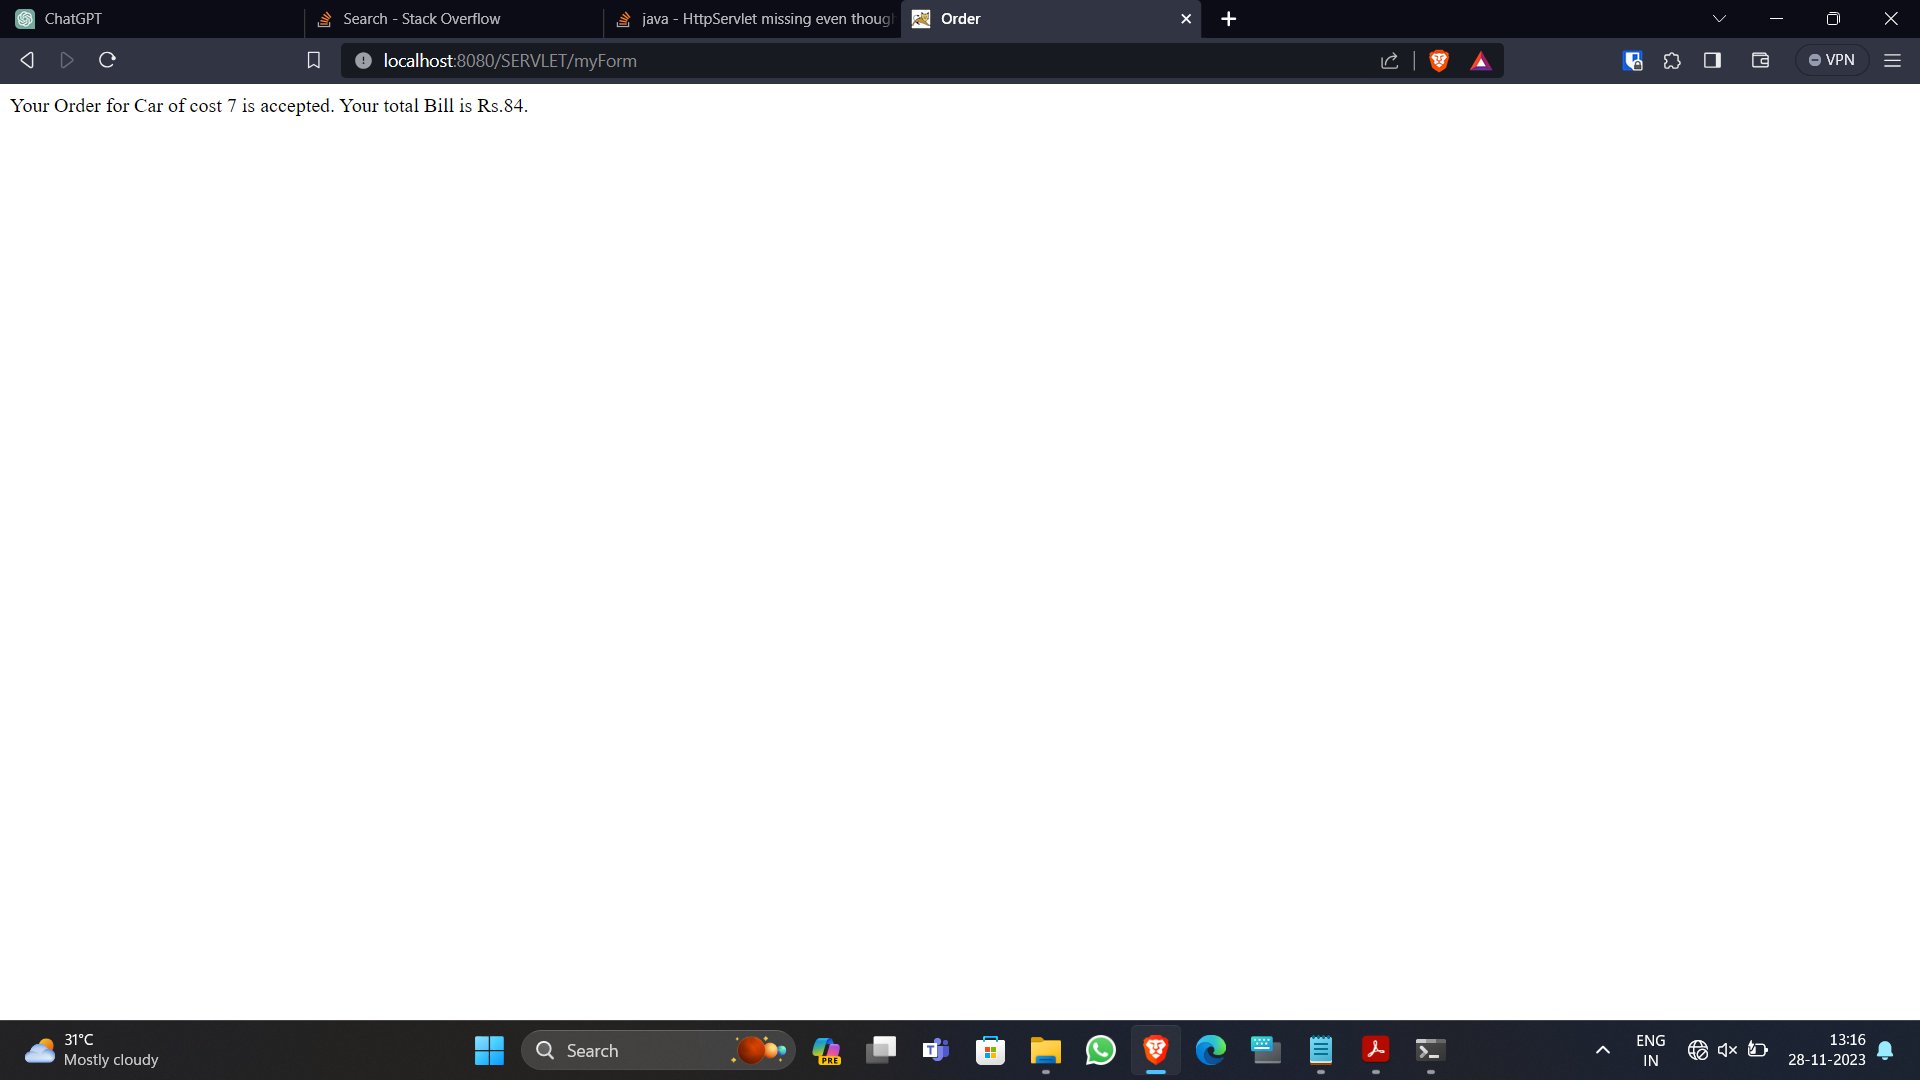 ChatGPT
Search - Stack Overflow
java - HttpServlet missing even though
Order
localhost:8080/SERVLET/myForm
VPN
Your Order for Car of cost 7 is accepted. Your total Bill is Rs.84.
31°C
Mostly cloudy
Search
PRE
ENG
IN
13:16
28-11-2023